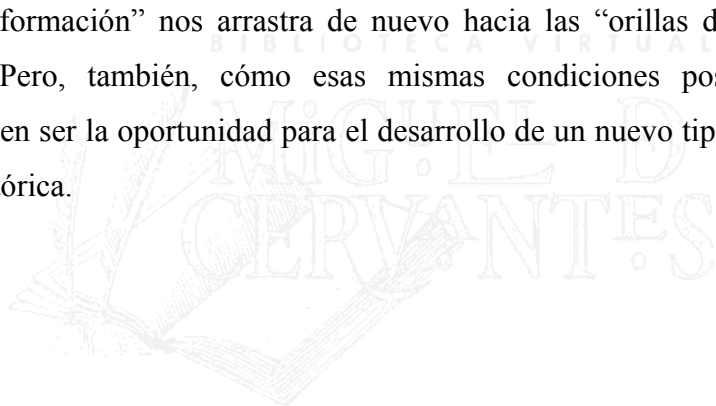 formación” nos arrastra de nuevo hacia las “orillas d
BIBLIOTECA VIRTUAL
Pero, también, cómo esas mismas condiciones pos
en ser la oportunidad para el desarrollo de un nuevo tip
MIGUEL D
órica.
CERVANTES